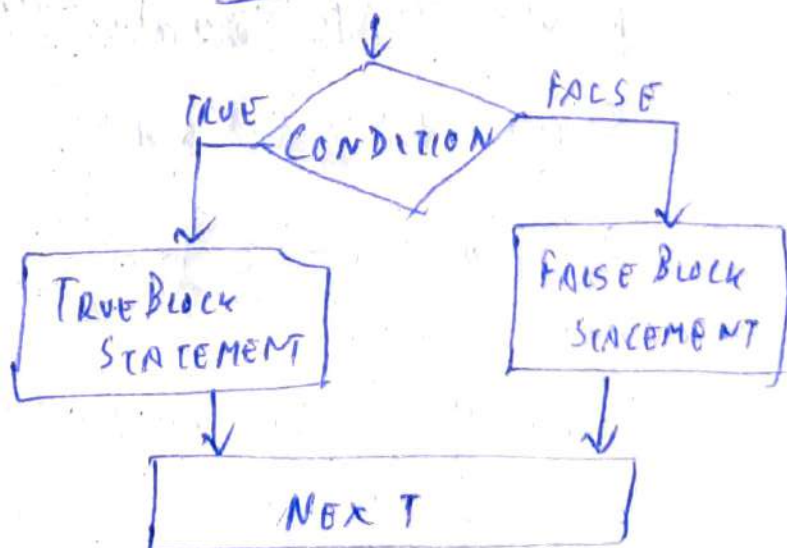 TRUE
FALSE
CONDITION
TRUE BLOCK
STATEMENT
FALSE BLOCK
STATEMENT
NEXT